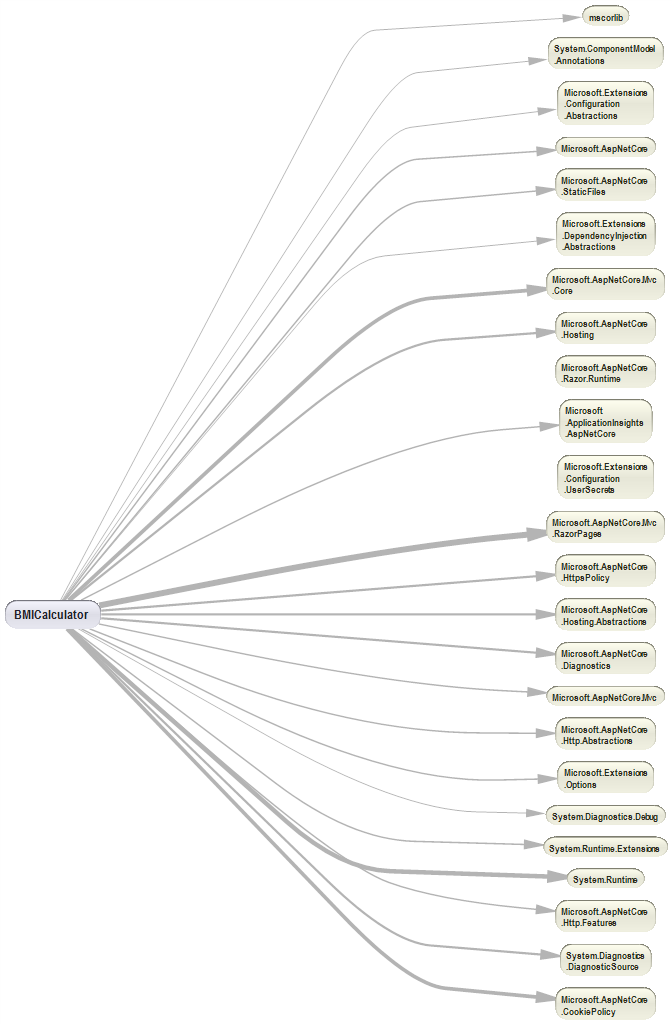 mscorlib
System.ComponentModel
.Annotations
Microsoft.Extensions
.Configuration
.Abstractions
Microsoft.AspNetCore
Microsoft.AspNetCore
.StaticFiles
Microsoft.Extensions
.DependencyInjection
.Abstractions
Microsoft.AspNetCore.Mvc
.Core
Microsoft.AspNetCore
.Hosting
Microsoft.AspNetCore
.Razor.Runtime
Microsoft
.ApplicationInsights
.AspNetCore
Microsoft.Extensions
.Configuration
.UserSecrets
Microsoft.AspNetCore.Mvc
.RazorPages
Microsoft.AspNetCore
.HttpsPolicy
BMICalculator
Microsoft.AspNetCore
.Hosting.Abstractions
Microsoft.AspNetCore
.Diagnostics
Microsoft.AspNetCore.Mvc
Microsoft.AspNetCore
.Http.Abstractions
Microsoft.Extensions
.Options
System.Diagnostics.Debug
System.Runtime.Extensions
System.Runtime
Microsoft.AspNetCore
.Http.Features
System.Diagnostics
.DiagnosticSource
Microsoft.AspNetCore
.CookiePolicy